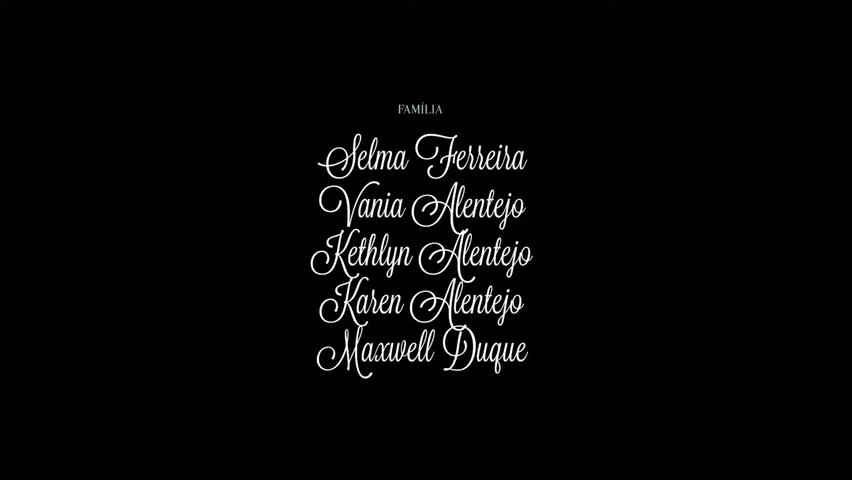 FAMÍLIA
Selma Ferreira
Vania Alentejo
Kethlyn Alentejo
Karen Alentejo
Maxwell Duque